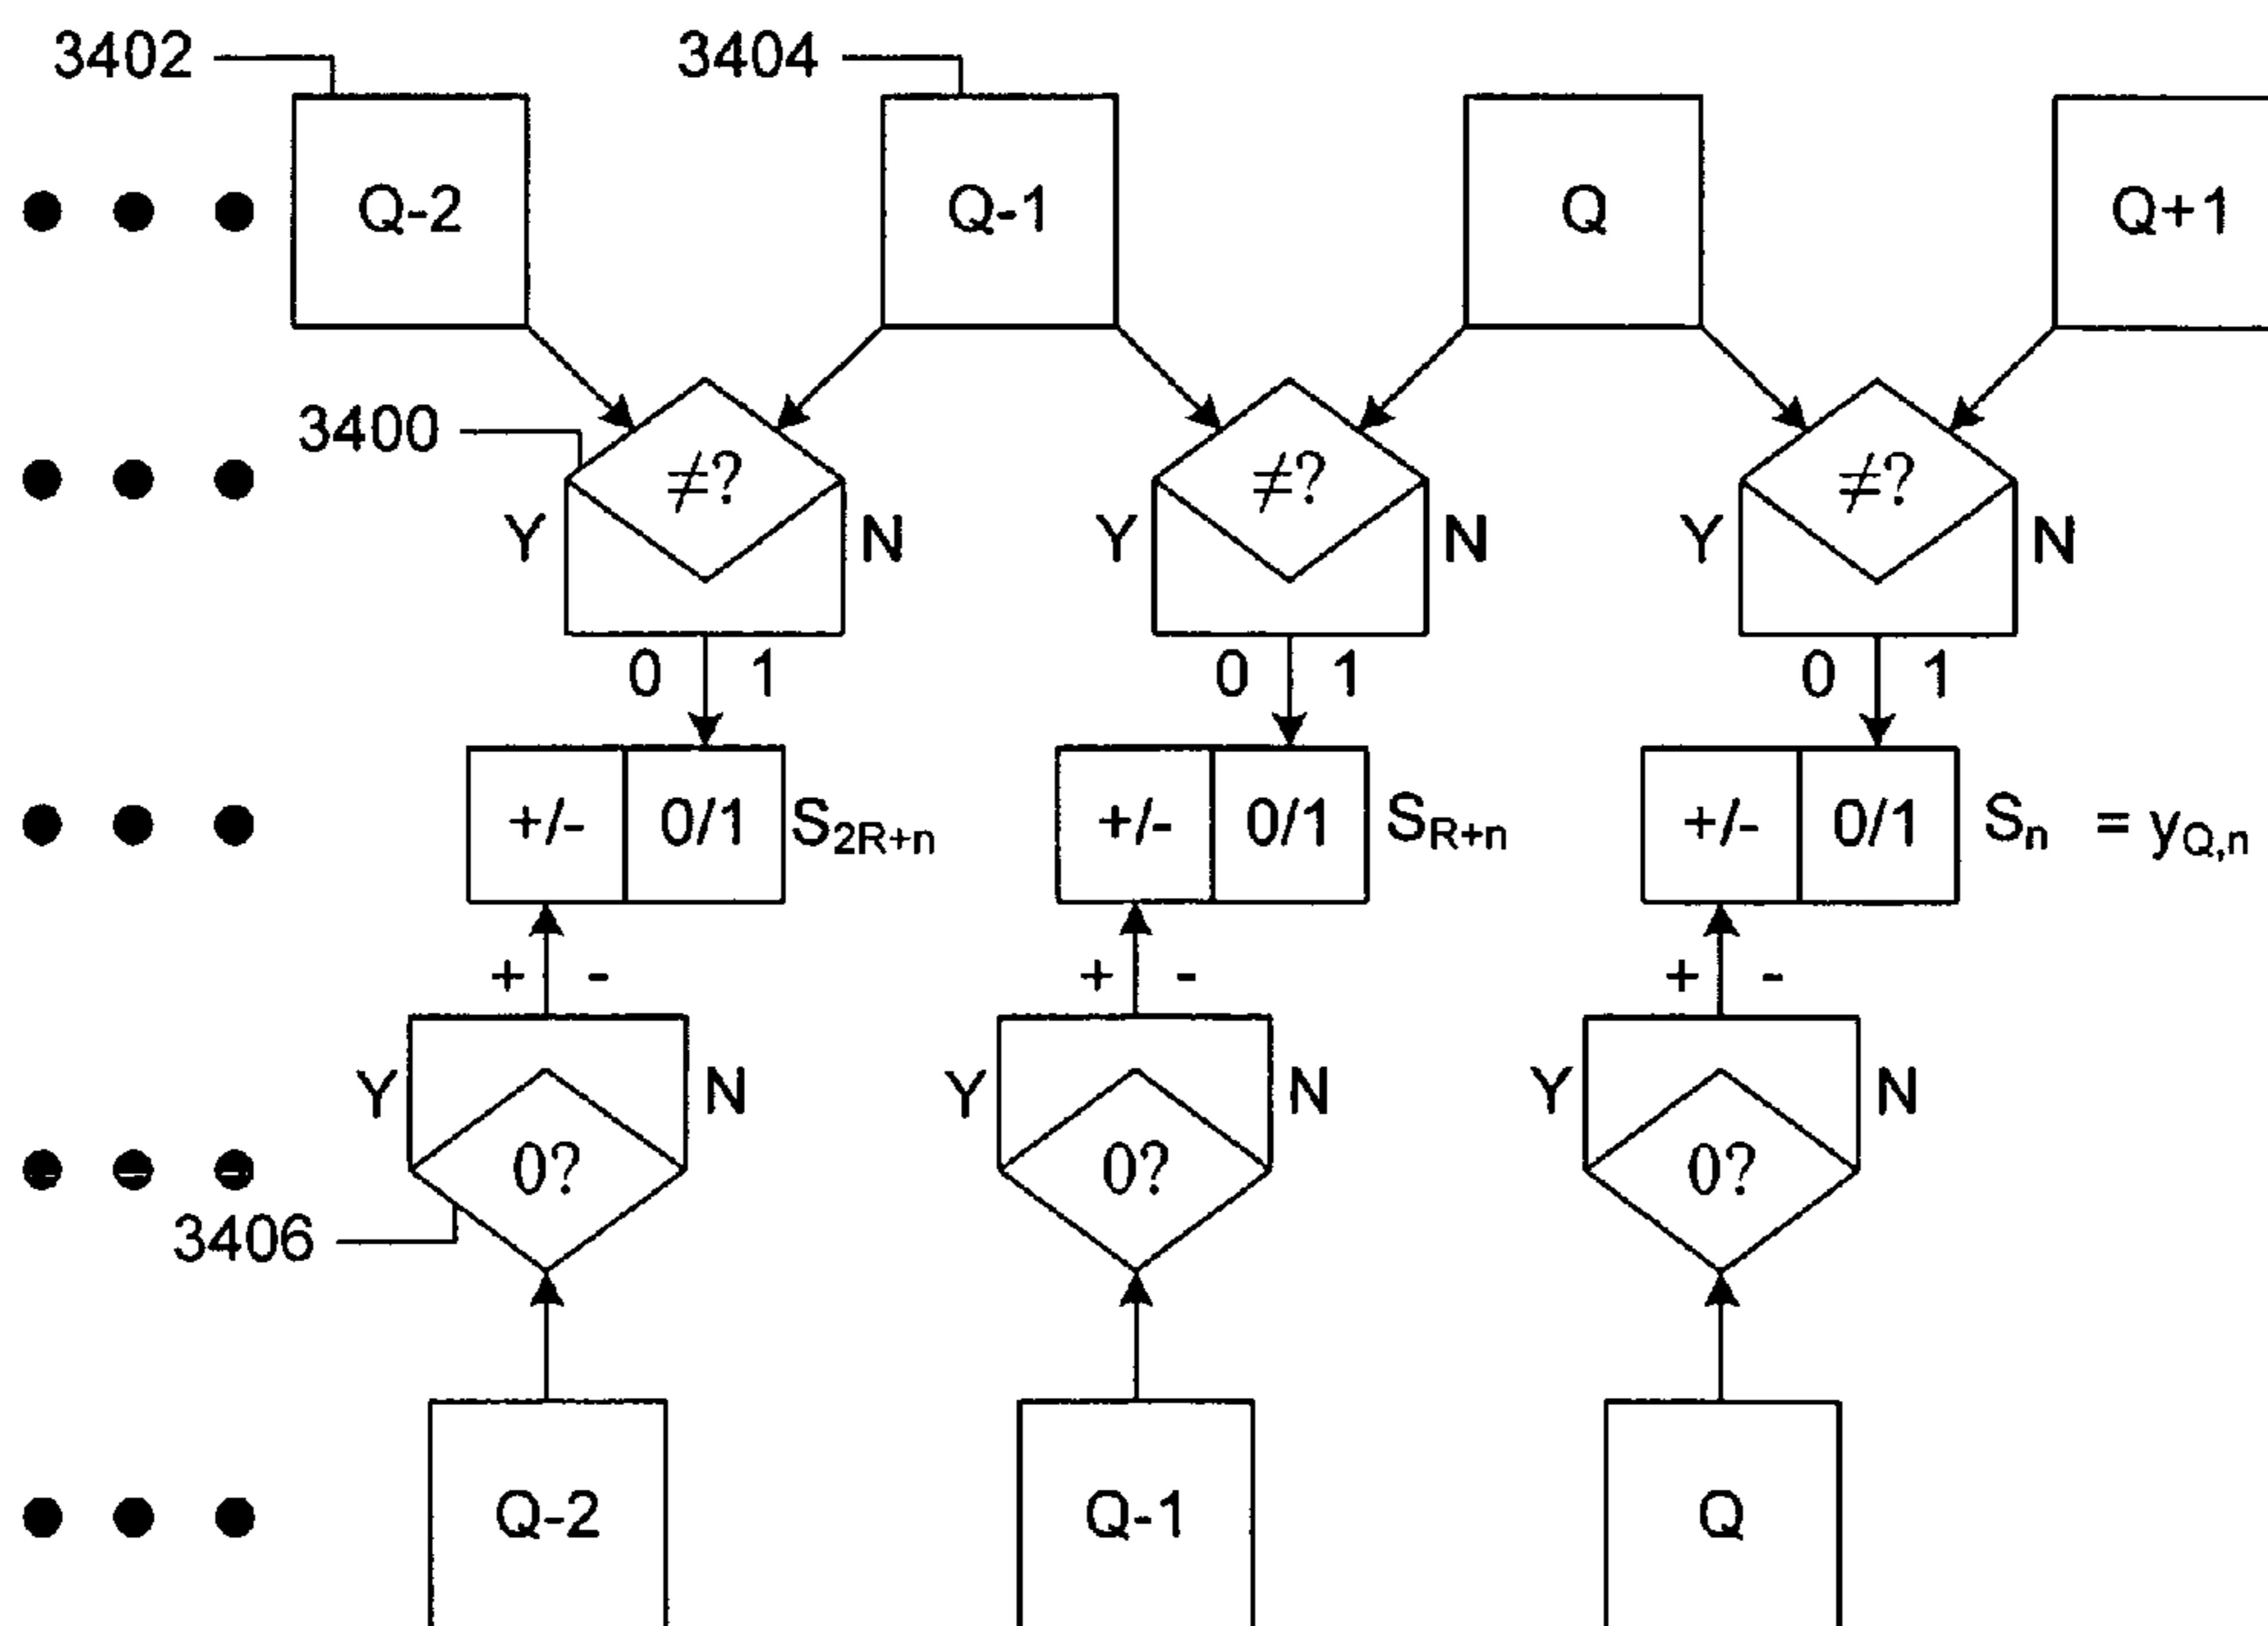 3402 3404
Q-2 Q-1 Q Q+1
3400 ≠? ≠? ≠?
Y N Y N Y N
0 1 0 1 0 1
+/- 0/1 S2R+n +/- 0/1 SR+n +/- 0/1 Sn = yQ,n
+ - + - + -
Y N Y N Y N
0? 0? 0?
3406
Q-2 Q-1 Q